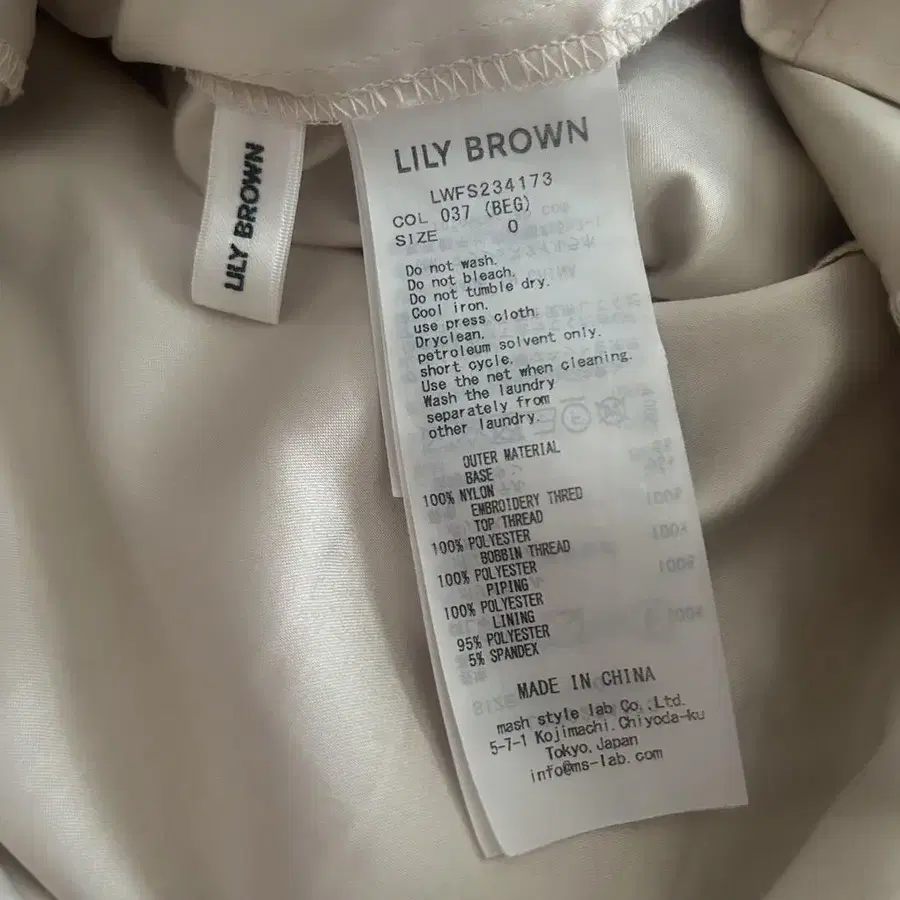 LILY BROWN
LILY BROWN
LWFS234173
COL 037 (BEG)
SIZE 0
Do not wash.
Do not bleach.
Do not tumble dry.
Cool iron.
use press cloth.
Dryclean.
petroleum solvent only.
short cycle.
Use the net when cleaning.
Wash the laundry
separately from
other laundry.
OUTER MATERIAL
BASE
100% NYLON
EMBROIDERY THRED
TOP THREAD
100% POLYESTER
BOBBIN THREAD
100% POLYESTER
PIPING
100% POLYESTER
LINING
95% POLYESTER
5% SPANDEX
MADE IN CHINA
mash style lab Co.,Ltd.
5-7-1 Kojimachi.Chiyoda-ku
Tokyo.Japan
info@ms-lab.com